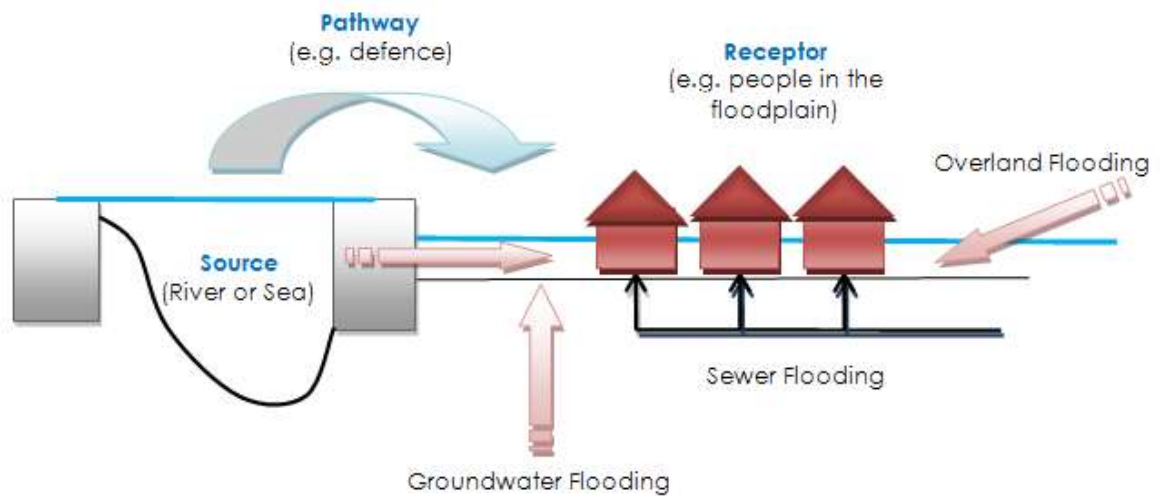 Pathway
(e.g. defence)
Receptor
(e.g. people in the
floodplain)
Overland Flooding
Source
(River or Sea)
Sewer Flooding
Groundwater Flooding